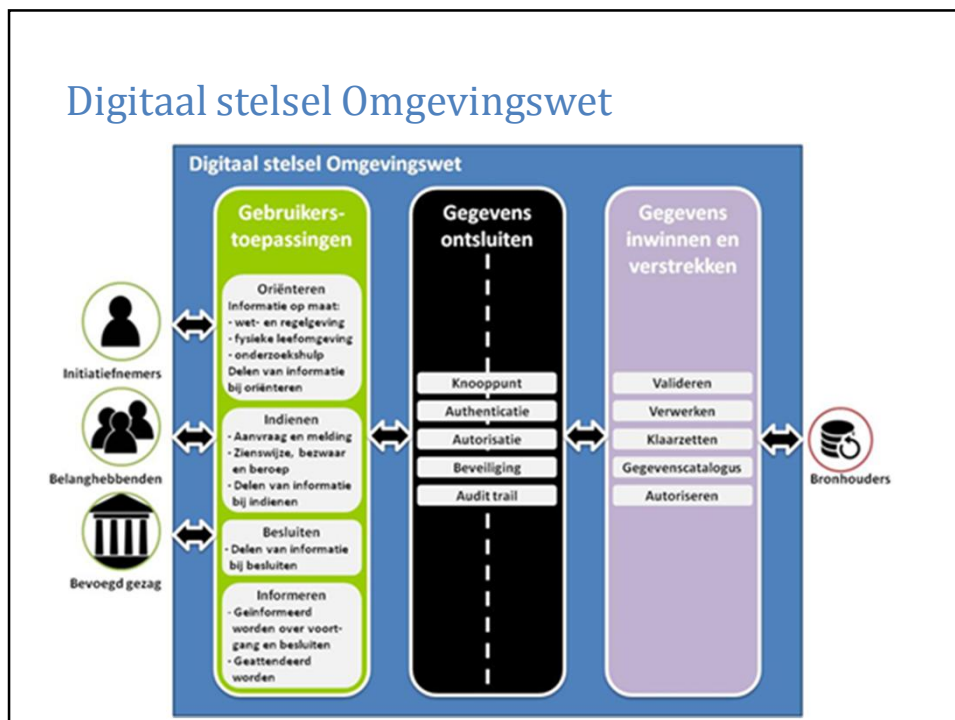 Digitaal stelsel Omgevingswet
Digitaal stelsel Omgevingswet
Gebruikers-
toepassingen
Oriënteren
Informatie op maat:
- wet- en regelgeving
- fysieke leefomgeving
- onderzoekshulp
Delen van informatie
bij oriënteren
Indienen
- Aanvraag en melding
- Zienswijze, bezwaar
en beroep
- Delen van informatie
bij indienen
Besluiten
- Delen van informatie
bij besluiten
Informeren
- Geïnformeerd
worden over voort-
gang en besluiten
- Geattendeerd
worden
Gegevens
ontsluiten
Knooppunt
Authenticatie
Autorisatie
Beveiliging
Audit trail
Gegevens
inwinnen en
verstrekken
Valideren
Verwerken
Klaarzetten
Gegevenscatalogus
Autoriseren
Initiatiefnemers
Belanghebbenden
Bevoegd gezag
Bronhouders